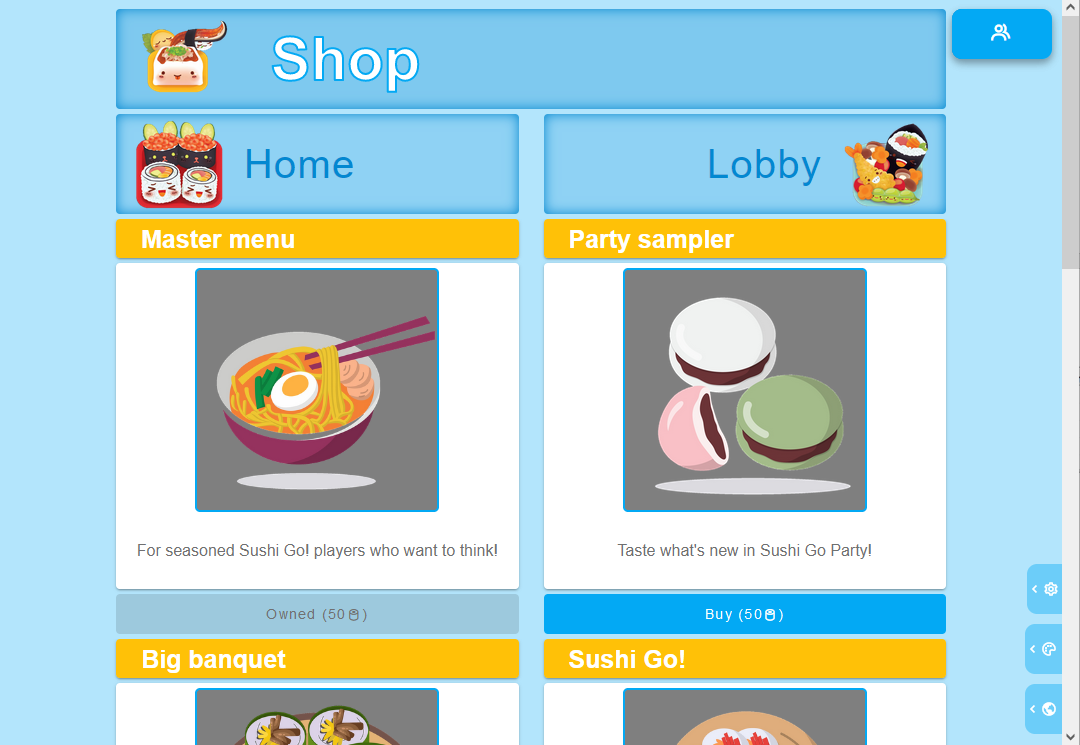 Shop
Home
Lobby
Master menu
Party sampler
For seasoned Sushi Go! players who want to think!
Taste what's new in Sushi Go Party!
Owned (50)
Buy (50)
Big banquet
Sushi Go!